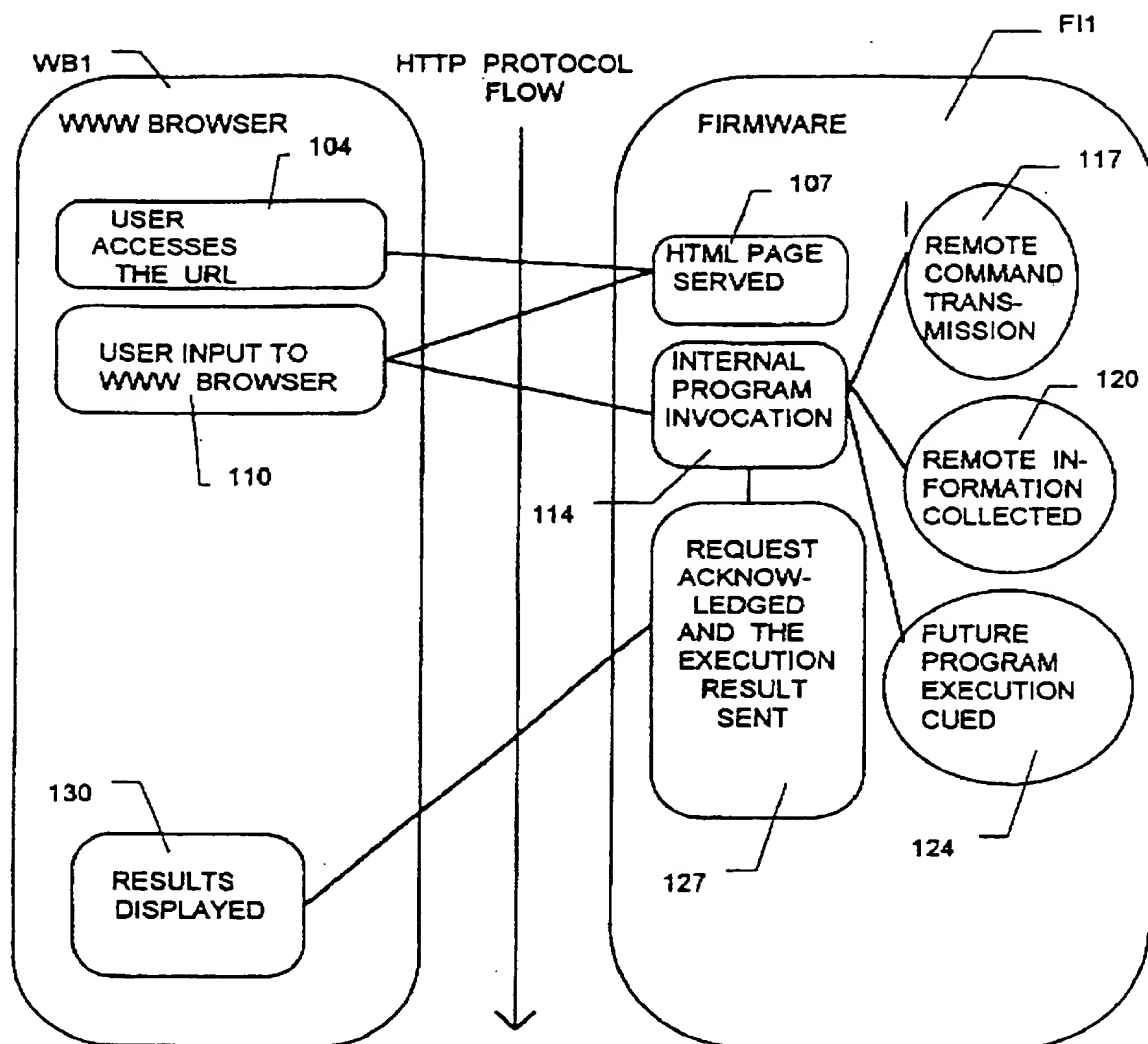 FI1
WB1
HTTP PROTOCOL
FLOW
WWW BROWSER
FIRMWARE
104
107
117
USER
ACCESSES
THE URL
HTML PAGE
SERVED
REMOTE
COMMAND
TRANS-
MISSION
USER INPUT TO
WWW BROWSER
110
INTERNAL
PROGRAM
INVOCATION
114
120
REMOTE IN-
FORMATION
COLLECTED
REQUEST
ACKNOW-
LEDGED
AND THE
EXECUTION
RESULT
SENT
127
FUTURE
PROGRAM
EXECUTION
CUED
124
130
RESULTS
DISPLAYED